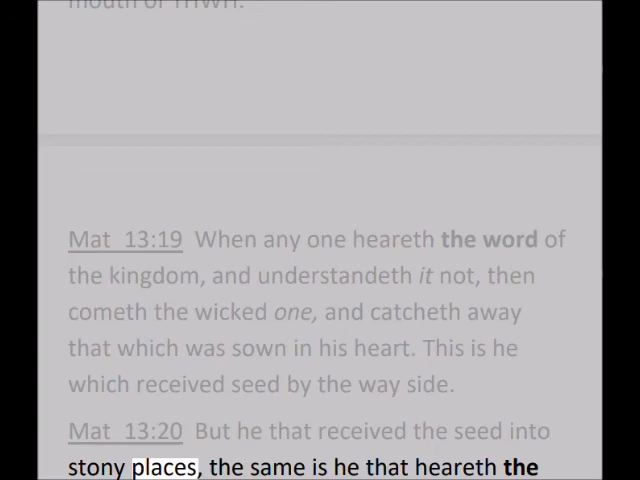 mouth of YHWH.
Mat 13:19 When any one heareth the word of
the kingdom, and understandeth it not, then
cometh the wicked one, and catcheth away
that which was sown in his heart. This is he
which received seed by the way side.
Mat 13:20 But he that received the seed into
stony places, the same is he that heareth the